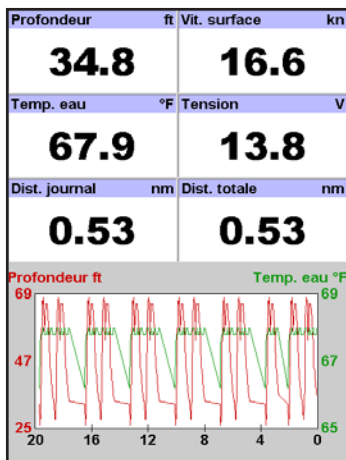 Profondeur ft Vit. surface kn
34.8 16.6
Temp. eau °F Tension V
67.9 13.8
Dist. journal nm Dist. totale nm
0.53 0.53
Profondeur ft Temp. eau °F
69 69
47 67
25 65
20 16 12 8 4 0